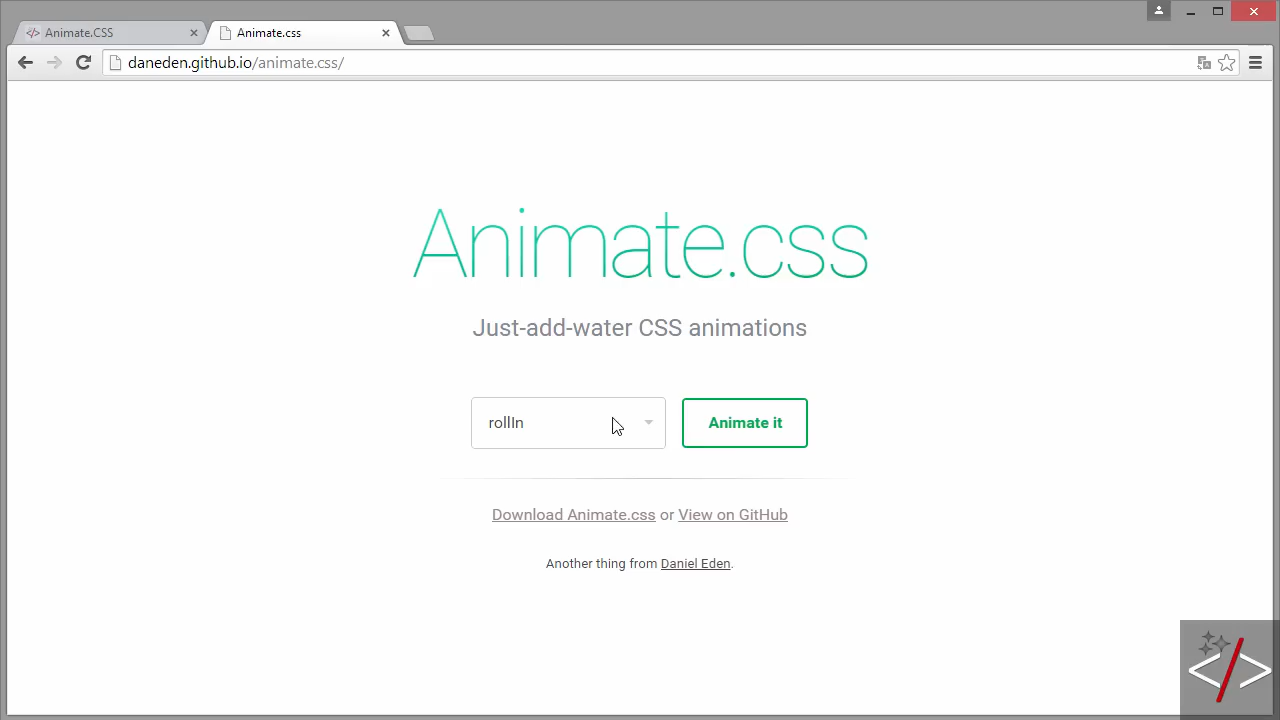 Animate.CSS
Animate.css
daneden.github.io/animate.css/
Animate.css
Just-add-water CSS animations
rollIn
Animate it
Download Animate.css or View on GitHub
Another thing from Daniel Eden.